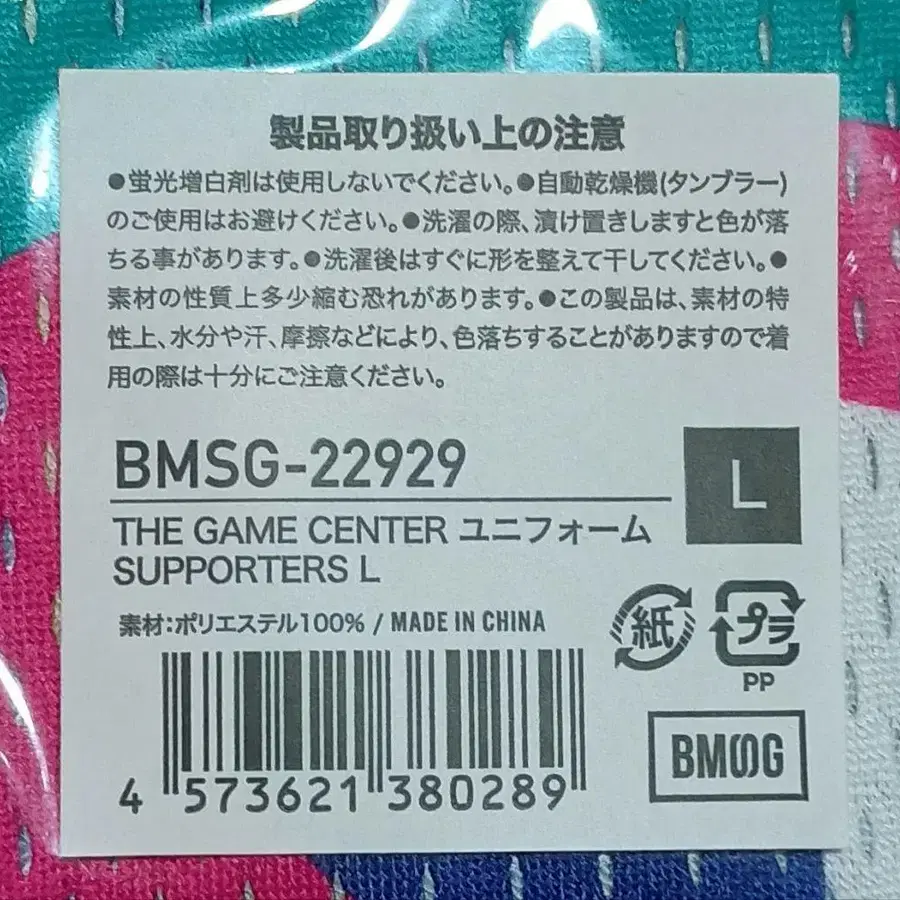 製品取り扱い上の注意
●蛍光増白剤は使用しないでください。●自動乾燥機(タンブラー)
のご使用はお避けください。●洗濯の際、漬け置きしますと色が落
ちる事があります。●洗濯後はすぐに形を整えて干してください。●
素材の性質上多少縮む恐れがあります。●この製品は、素材の特
性上、水分や汗、摩擦などにより、色落ちすることがありますので着
用の際は十分にご注意ください。
BMSG-22929
L
THE GAME CENTER ユニフォーム
SUPPORTERS L
素材:ポリエステル100% / MADE IN CHINA
紙
プラ
PP
4 573621 380289
BMSG